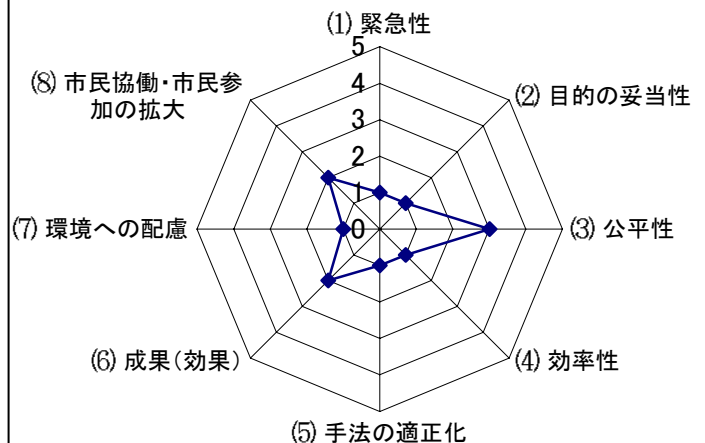 ⑴ 緊急性
5
4
3
2
1
0
⑵ 目的の妥当性
⑶ 公平性
⑷ 効率性
⑸ 手法の適正化
⑹ 成果（効果）
⑺ 環境への配慮
⑻ 市民協働・市民参
加の拡大